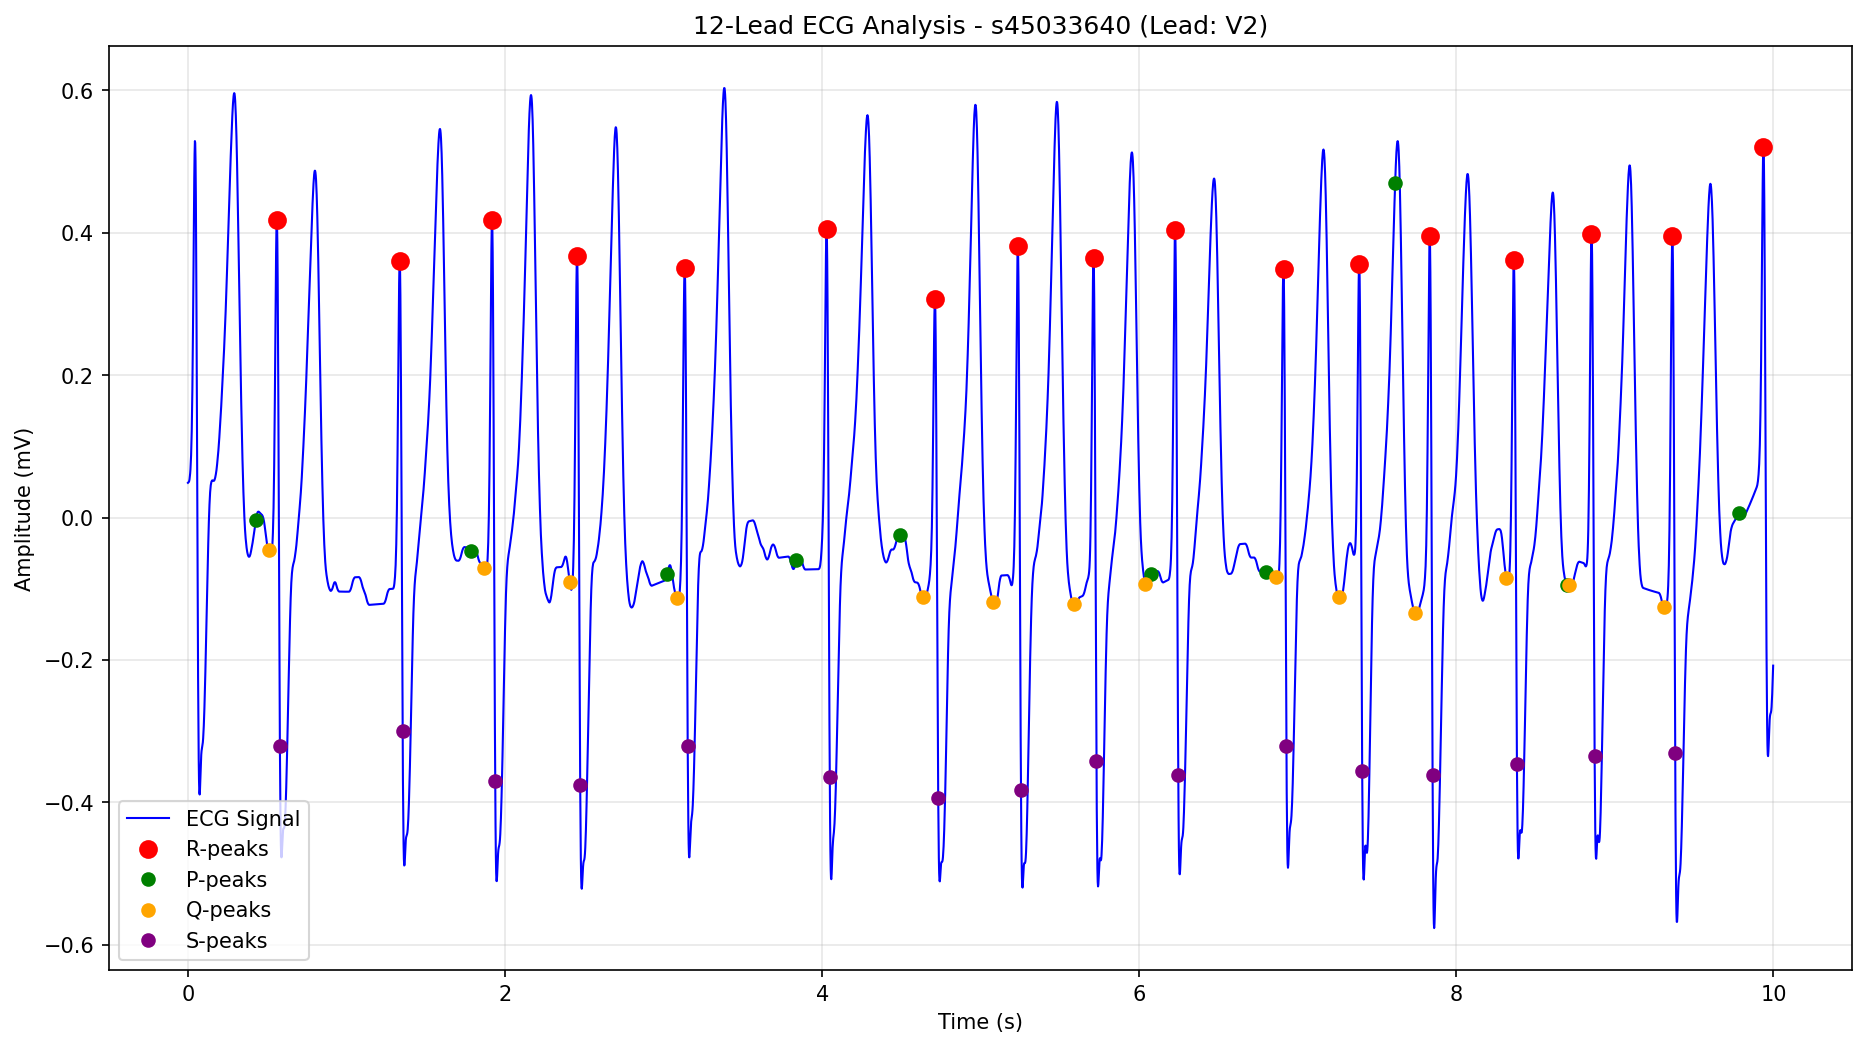 12-Lead ECG Analysis - s45033640 (Lead: V2)
Amplitude (mV)
0.6
0.4
0.2
0.0
−0.2
−0.4
−0.6
ECG Signal
R-peaks
P-peaks
Q-peaks
S-peaks
0 2 4 6 8 10
Time (s)